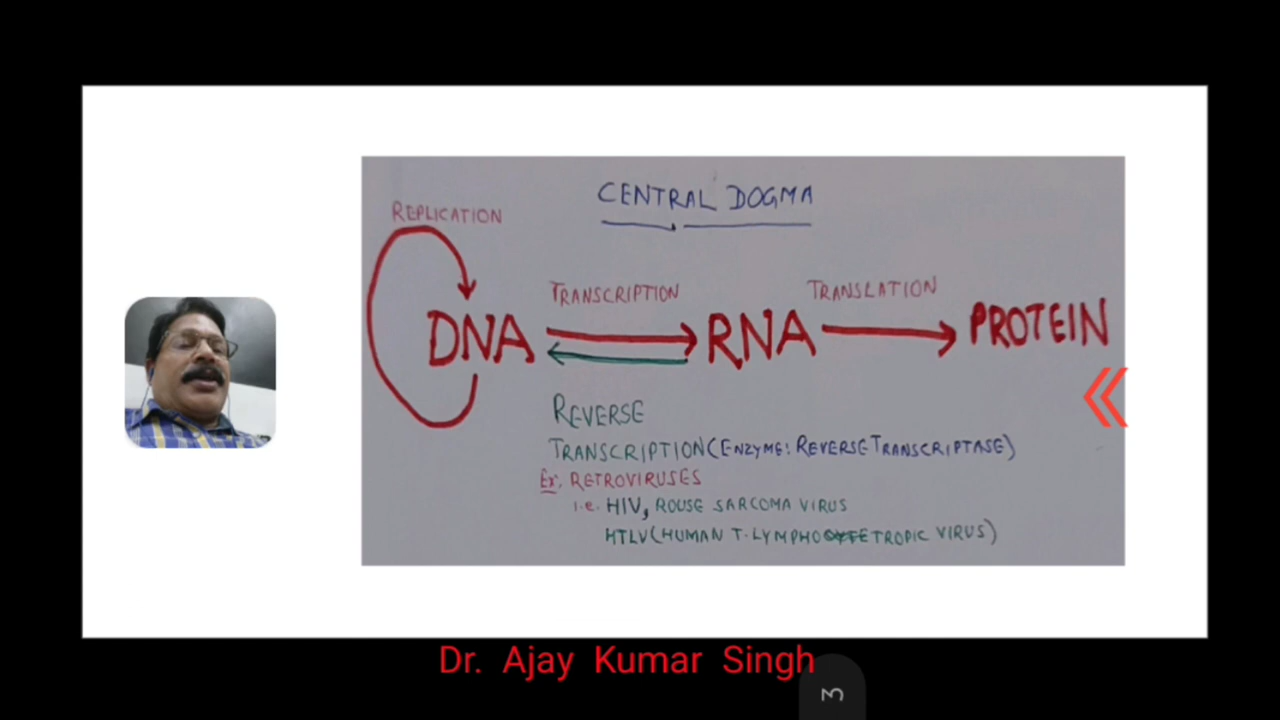 CENTRAL DOGMA
REPLICATION
TRANSCRIPTION
TRANSLATION
DNA
RNA
PROTEIN
REVERSE
TRANSCRIPTION(ENZYME: REVERSE TRANSCRIPTASE)
Ex: RETROVIRUSES
i.e. HIV, ROUSE SARCOMA VIRUS
HTLV(HUMAN T-LYMPHOTROPIC VIRUS)
Dr. Ajay Kumar Singh
3